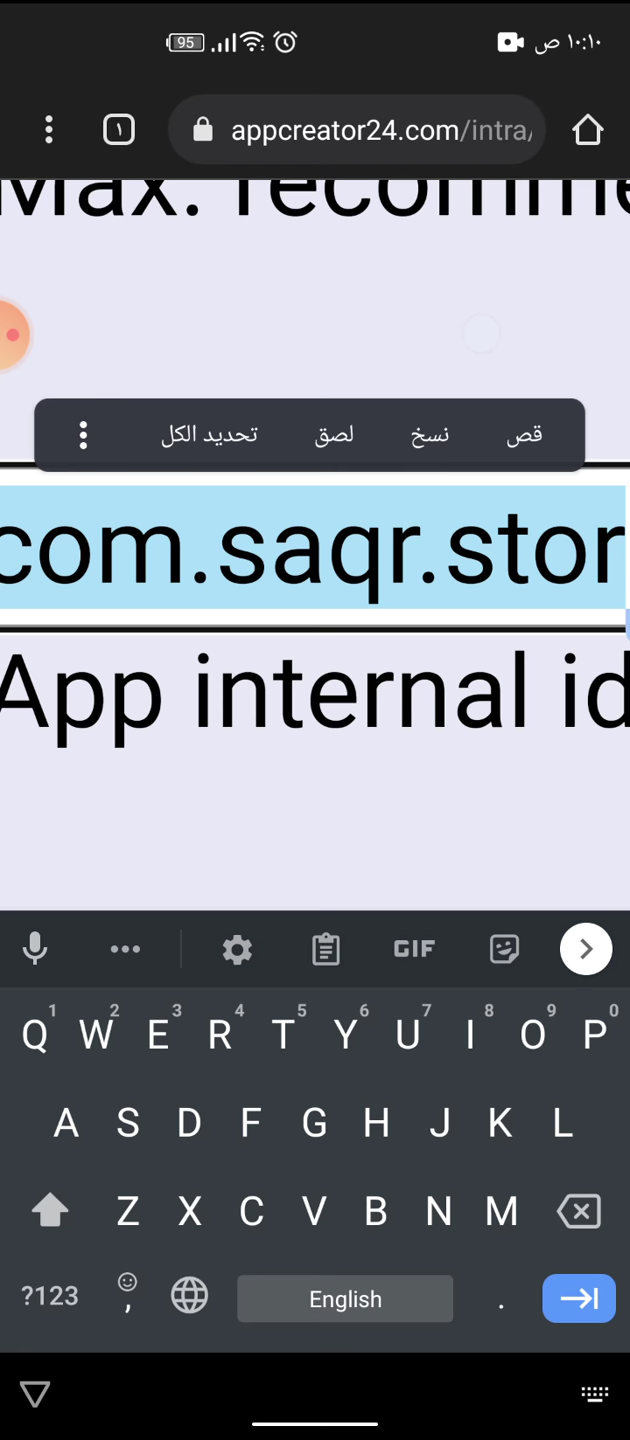 95 ١٠:١٠ ص
١ appcreator24.com/intra/
Max. recomme
قص نسخ لصق تحديد الكل
com.saqr.stor
App internal id
GIF
1 2 3 4 5 6 7 8 9 0
Q W E R T Y U I O P
A S D F G H J K L
Z X C V B N M
?123 , English .